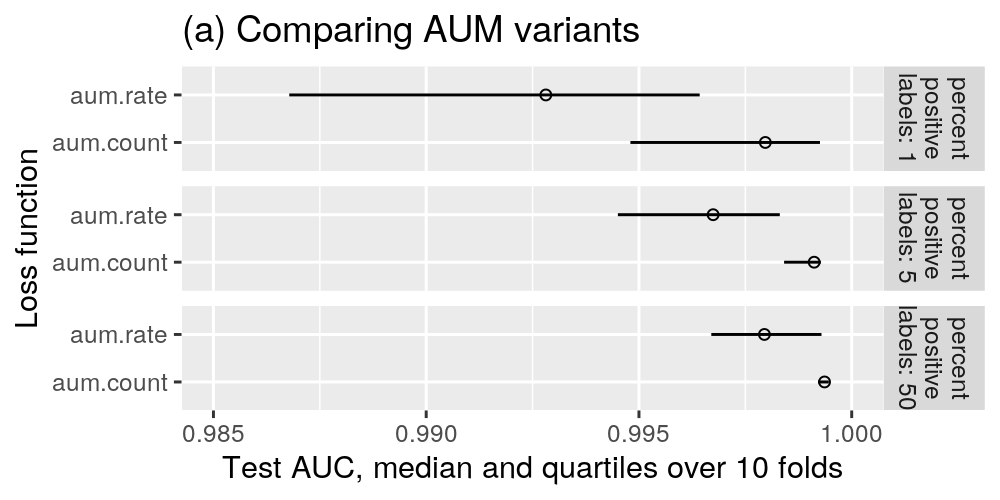 (a) Comparing AUM variants
Loss function
aum.rate
aum.count
percent
positive
labels: 1
aum.rate
aum.count
percent
positive
labels: 5
aum.rate
aum.count
percent
positive
labels: 50
0.985 0.990 0.995 1.000
Test AUC, median and quartiles over 10 folds